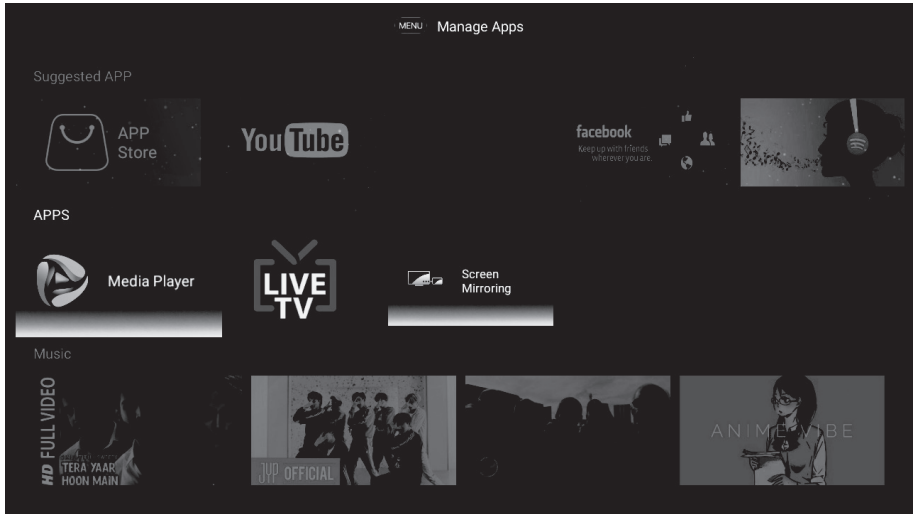 MENU Manage Apps
Suggested APP
APP
Store
YouTube
facebook
Keep up with friends
wherever you are.
APPS
Media Player
LIVE
TV
Screen
Mirroring
Music
HD FULL VIDEO
TERA YAAR
HOON MAIN
JYP OFFICIAL
ANIME VIBE